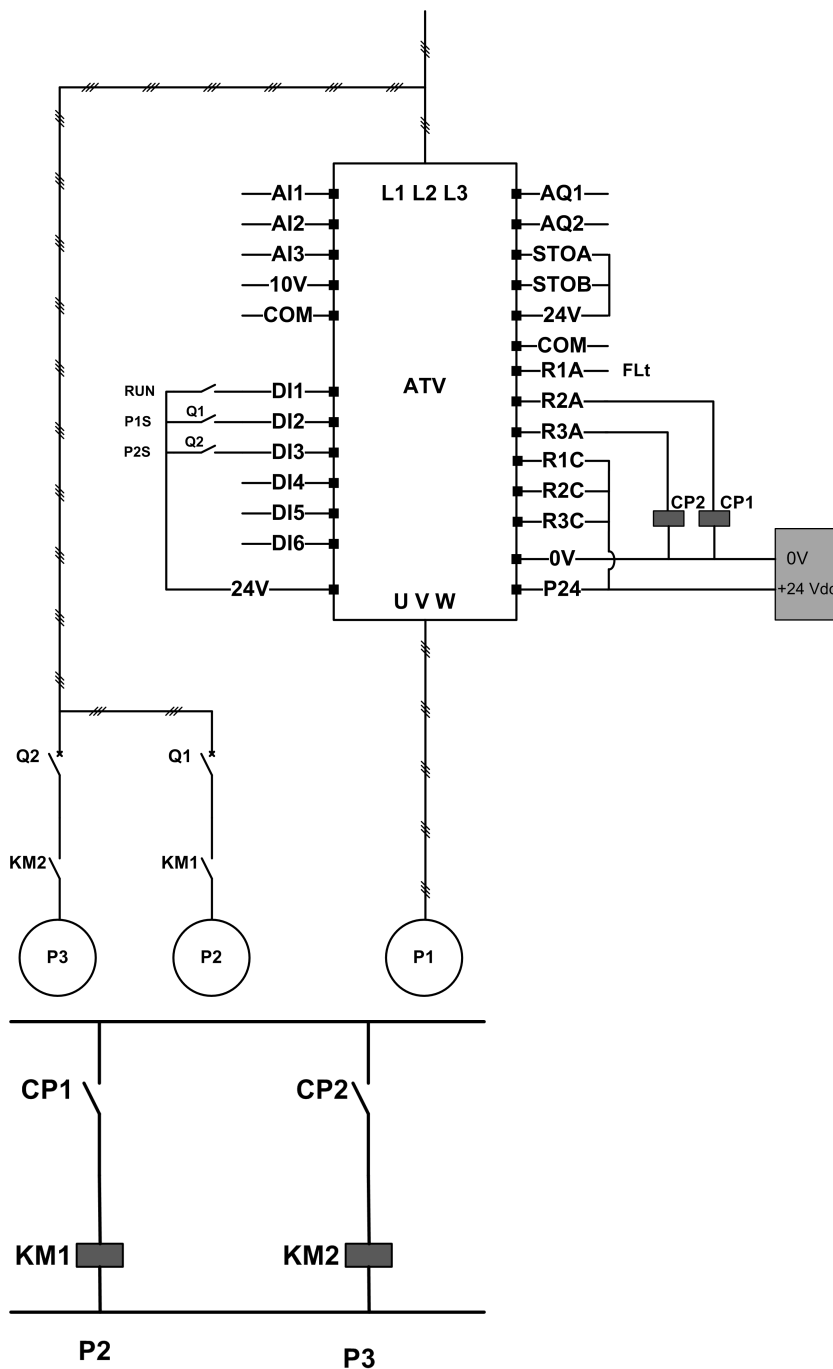 L1 L2 L3
AI1
AQ1
AI2
AQ2
AI3
STOA
10V
STOB
COM
24V
COM
ATV
R1A
FLt
RUN
DI1
R2A
P1S
Q1
DI2
R3A
P2S
Q2
DI3
R1C
DI4
R2C
CP2
CP1
DI5
R3C
DI6
0V
0V
24V
U V W
P24
+24 Vdc
Q2
Q1
KM2
KM1
P3
P2
P1
CP1
CP2
KM1
KM2
P2
P3